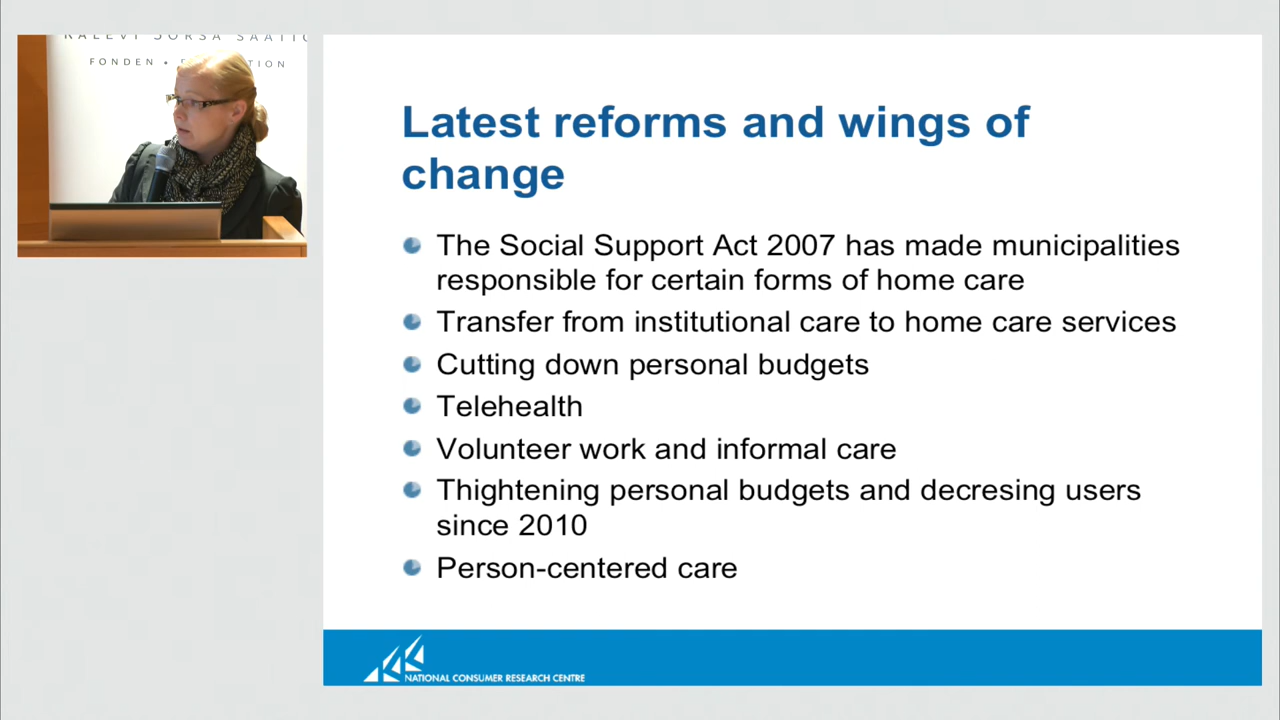 KALEVI SORSA SÄÄTIÖ
FONDEN
Latest reforms and wings of
change
The Social Support Act 2007 has made municipalities
responsible for certain forms of home care
Transfer from institutional care to home care services
Cutting down personal budgets
Telehealth
Volunteer work and informal care
Thightening personal budgets and decresing users
since 2010
Person-centered care
NATIONAL CONSUMER RESEARCH CENTRE